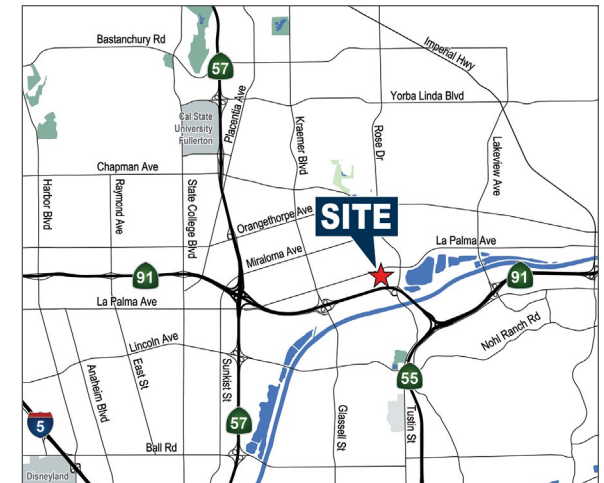 Bastanchury Rd
57
Imperial Hwy
Yorba Linda Blvd
Placentia Ave
Cal State
University
Fullerton
Kraemer Blvd
Rose Dr
Lakeview Ave
Chapman Ave
Harbor Blvd
Raymond Ave
State College Blvd
SITE
Orangethorpe Ave
La Palma Ave
Miraloma Ave
91
91
La Palma Ave
Lincoln Ave
Nohl Ranch Rd
Anaheim Blvd
East St
Sunkist St
55
5
57
Glassell St
Tustin St
Ball Rd
Disneyland